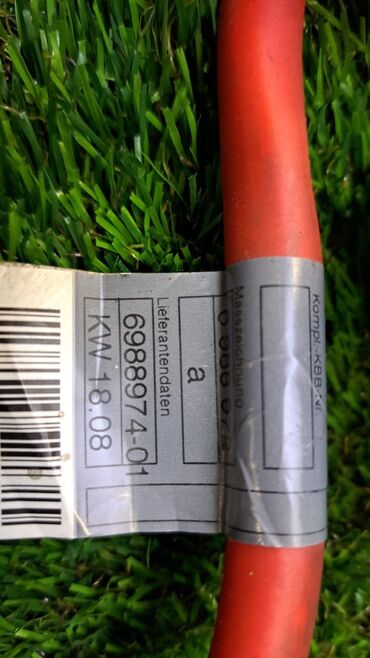 Kompl.-KBB-Nr.
Masszeichnung
a
Lieferantendaten
6988974-01
KW 18.08